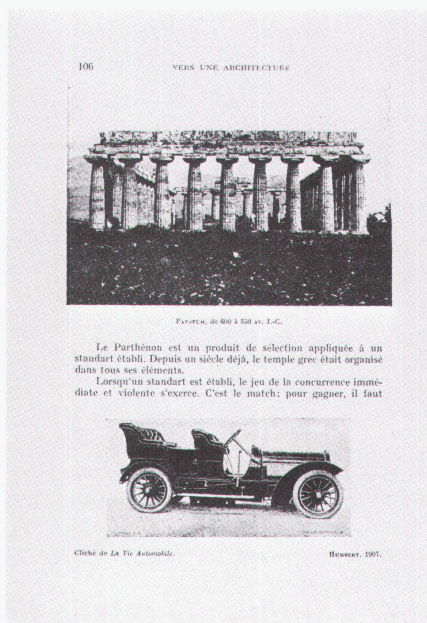 106
VERS UNE ARCHITECTURE
PAESTUM, de 600 à 550 av. J.-C.
Le Parthénon est un produit de sélection appliquée à un
standart établi. Depuis un siècle déjà, le temple grec était organisé
dans tous ses éléments.
Lorsqu'un standart est établi, le jeu de la concurrence immé-
diate et violente s'exerce. C'est le match; pour gagner, il faut
Cliché de La Vie Automobile.
HUMBERT, 1907.